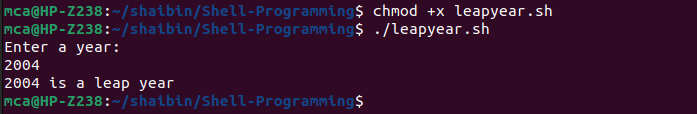 mca@HP-Z238:~/shaibin/Shell-Programming$ chmod +x leapyear.sh
mca@HP-Z238:~/shaibin/Shell-Programming$ ./leapyear.sh
Enter a year:
2004
2004 is a leap year
mca@HP-Z238:~/shaibin/Shell-Programming$